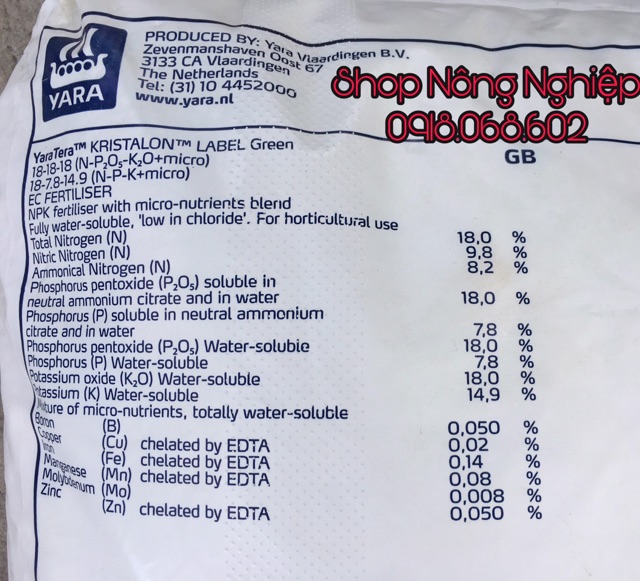 YARA
PRODUCED BY: Yara Vlaardingen B.V.
Zevenmanshaven Oost 67
3133 CA Vlaardingen
The Netherlands
Tel: (31) 10 4452000
www.yara.nl
Shop Nông Nghiệp
0918.068.602
YaraTera™ KRISTALON™ LABEL Green
GB
18-18-18 (N-P₂O₅-K₂O+micro)
18-7.8-14.9 (N-P-K+micro)
EC FERTILISER
NPK fertiliser with micro-nutrients blend
Fully water-soluble, 'low in chloride'. For horticultural use
Total Nitrogen (N) 18,0 %
Nitric Nitrogen (N) 9,8 %
Ammonical Nitrogen (N) 8,2 %
Phosphorus pentoxide (P₂O₅) soluble in
neutral ammonium citrate and in water 18,0 %
Phosphorus (P) soluble in neutral ammonium
citrate and in water 7,8 %
Phosphorus pentoxide (P₂O₅) Water-soluble 18,0 %
Phosphorus (P) Water-soluble 7,8 %
Potassium oxide (K₂O) Water-soluble 18,0 %
Potassium (K) Water-soluble 14,9 %
Mixture of micro-nutrients, totally water-soluble
Boron (B) 0,050 %
Copper (Cu) chelated by EDTA 0,02 %
Iron (Fe) chelated by EDTA 0,14 %
Manganese (Mn) chelated by EDTA 0,08 %
Molybdenum (Mo) 0,008 %
Zinc (Zn) chelated by EDTA 0,050 %